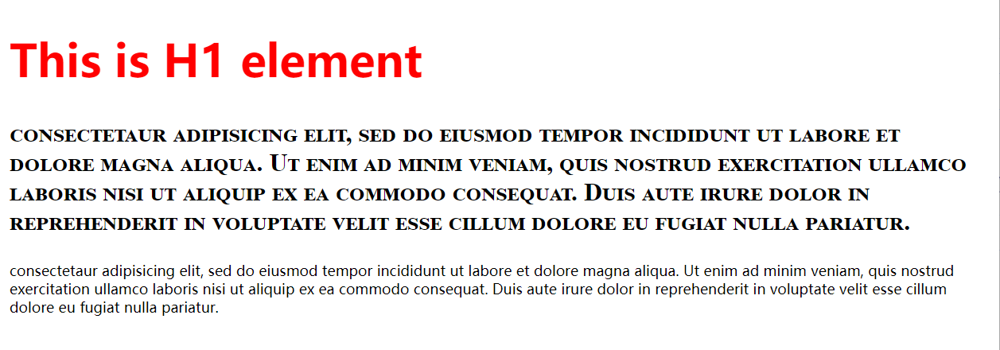 This is H1 element
consectetaur adipisicing elit, sed do eiusmod tempor incididunt ut labore et
dolore magna aliqua. Ut enim ad minim veniam, quis nostrud exercitation ullamco
laboris nisi ut aliquip ex ea commodo consequat. Duis aute irure dolor in
reprehenderit in voluptate velit esse cillum dolore eu fugiat nulla pariatur.
consectetaur adipisicing elit, sed do eiusmod tempor incididunt ut labore et dolore magna aliqua. Ut enim ad minim veniam, quis nostrud
exercitation ullamco laboris nisi ut aliquip ex ea commodo consequat. Duis aute irure dolor in reprehenderit in voluptate velit esse cillum
dolore eu fugiat nulla pariatur.